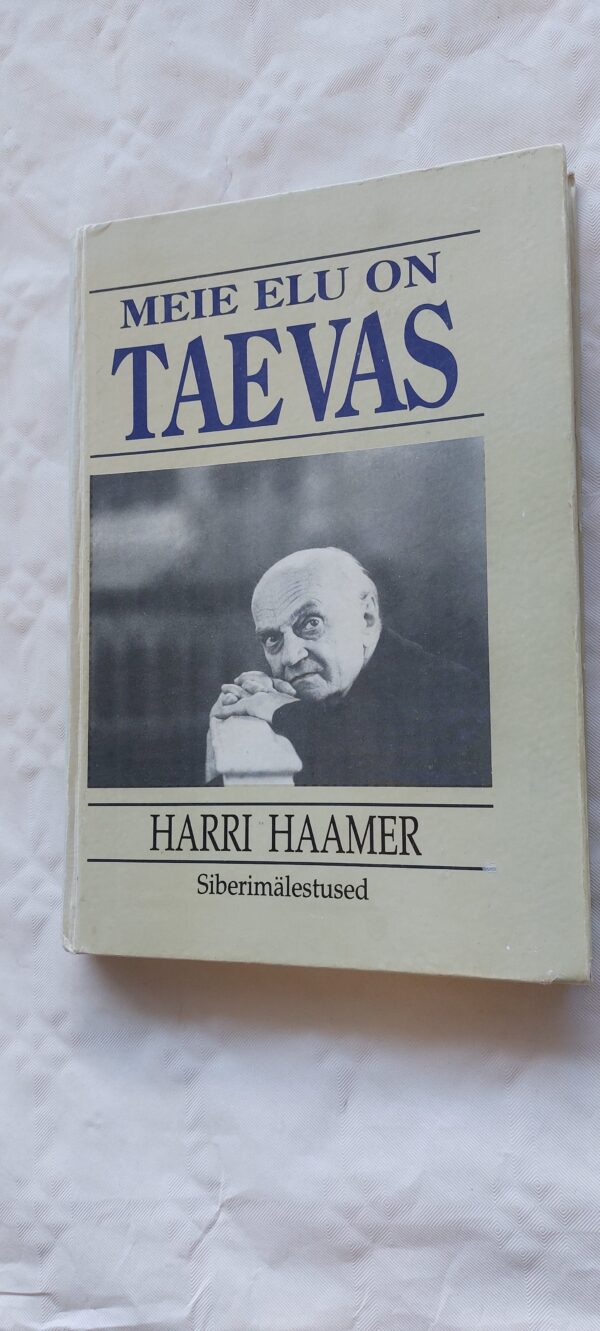 MEIE ELU ON
TAEVAS
HARRI HAAMER
Siberimälestused